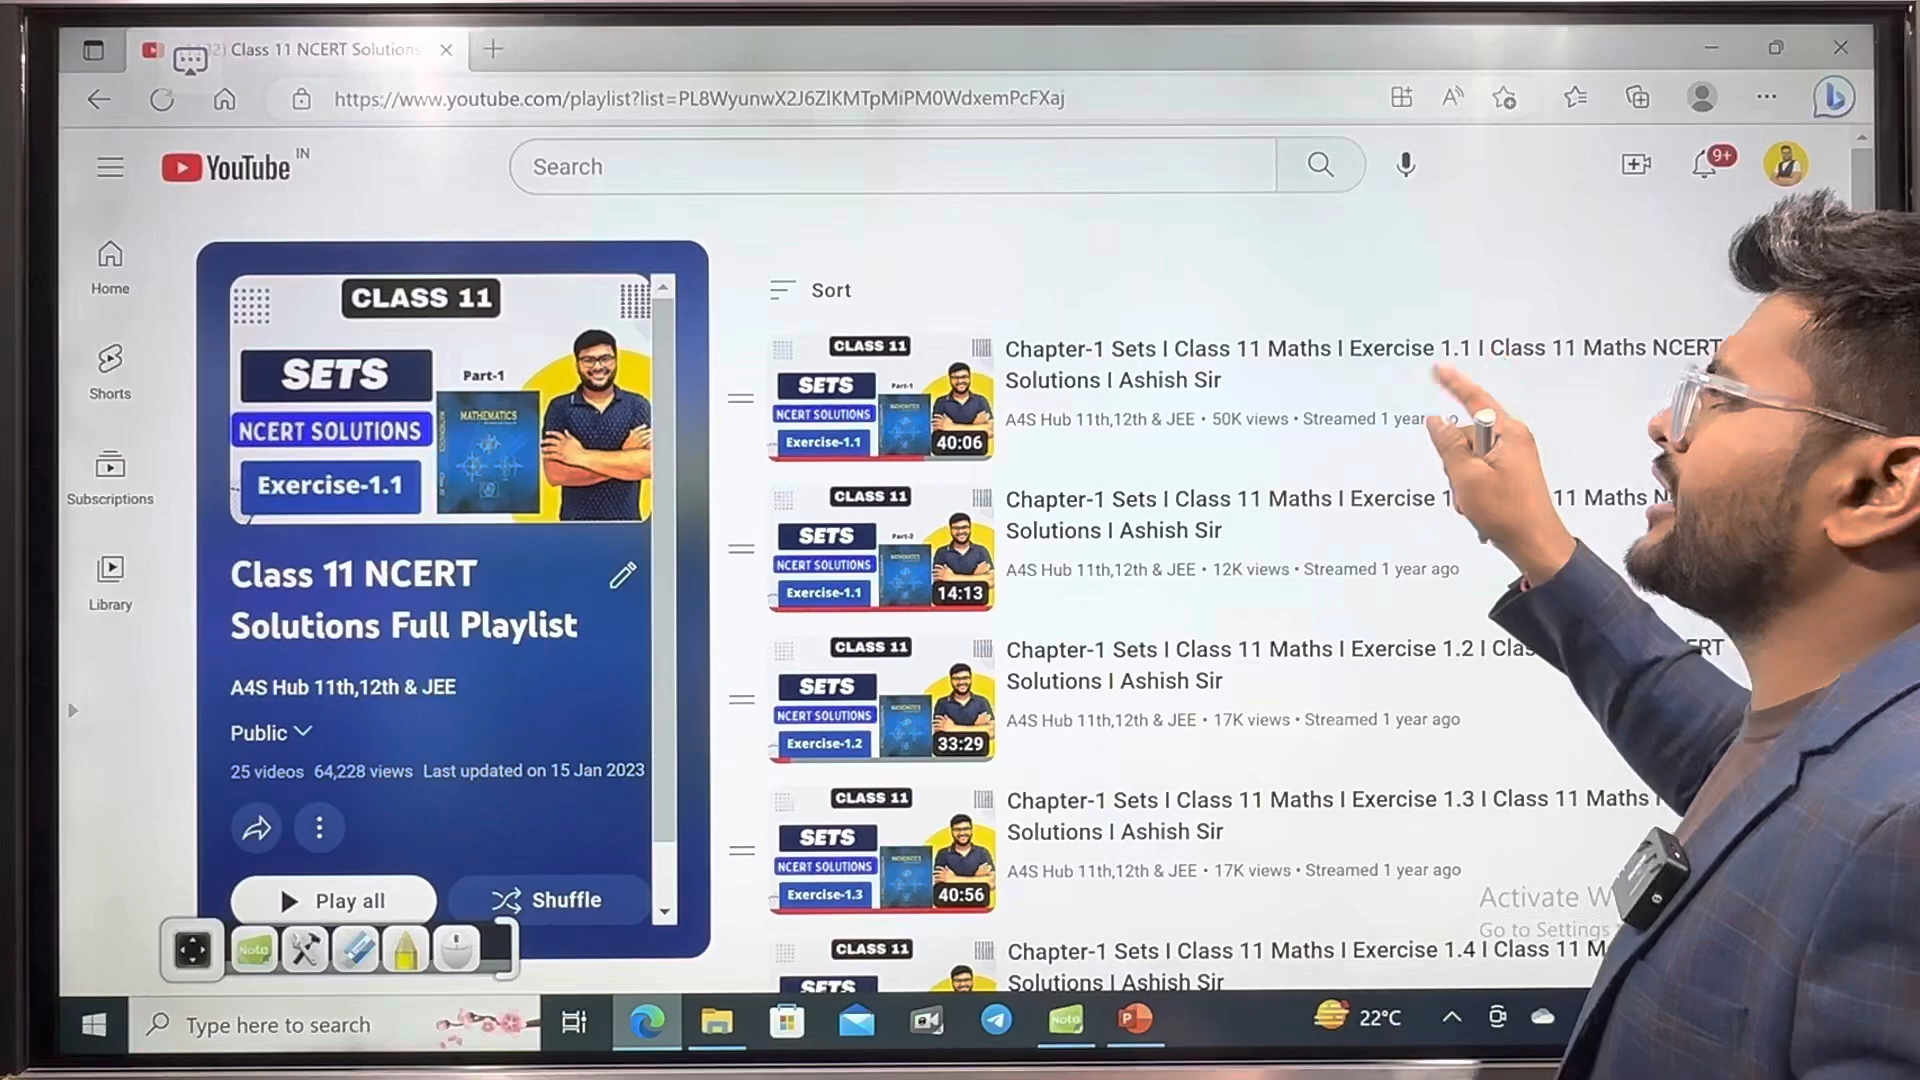 Class 11 NCERT Solutions
https://www.youtube.com/playlist?list=PL8WyunwX2J6ZlKMTpMiPM0WdxemPcFXaj
YouTube IN
Search
9+
Home
Shorts
Subscriptions
Library
CLASS 11
SETS
Part-1
MATHEMATICS
NCERT SOLUTIONS
Exercise-1.1
Class 11 NCERT
Solutions Full Playlist
A4S Hub 11th,12th & JEE
Public
25 videos 64,228 views Last updated on 15 Jan 2023
Play all
Shuffle
Sort
CLASS 11
SETS
Part-1
NCERT SOLUTIONS
Exercise-1.1
40:06
Chapter-1 Sets I Class 11 Maths I Exercise 1.1 I Class 11 Maths NCERT
Solutions I Ashish Sir
A4S Hub 11th,12th & JEE • 50K views • Streamed 1 year
CLASS 11
SETS
Part-2
NCERT SOLUTIONS
Exercise-1.1
14:13
Chapter-1 Sets I Class 11 Maths I Exercise 11 Maths
Solutions I Ashish Sir
A4S Hub 11th,12th & JEE • 12K views • Streamed 1 year ago
CLASS 11
SETS
NCERT SOLUTIONS
Exercise-1.2
33:29
Chapter-1 Sets I Class 11 Maths I Exercise 1.2 I
Solutions I Ashish Sir
A4S Hub 11th,12th & JEE • 17K views • Streamed 1 year ago
CLASS 11
SETS
NCERT SOLUTIONS
Exercise-1.3
40:56
Chapter-1 Sets I Class 11 Maths I Exercise 1.3 I Class 11 Maths
Solutions I Ashish Sir
A4S Hub 11th,12th & JEE • 17K views • Streamed 1 year ago
CLASS 11
SETS
Chapter-1 Sets I Class 11 Maths I Exercise 1.4 I Class 11 M
Solutions I Ashish Sir
Activate W
Go to Settings
Note
Type here to search
Note
22°C